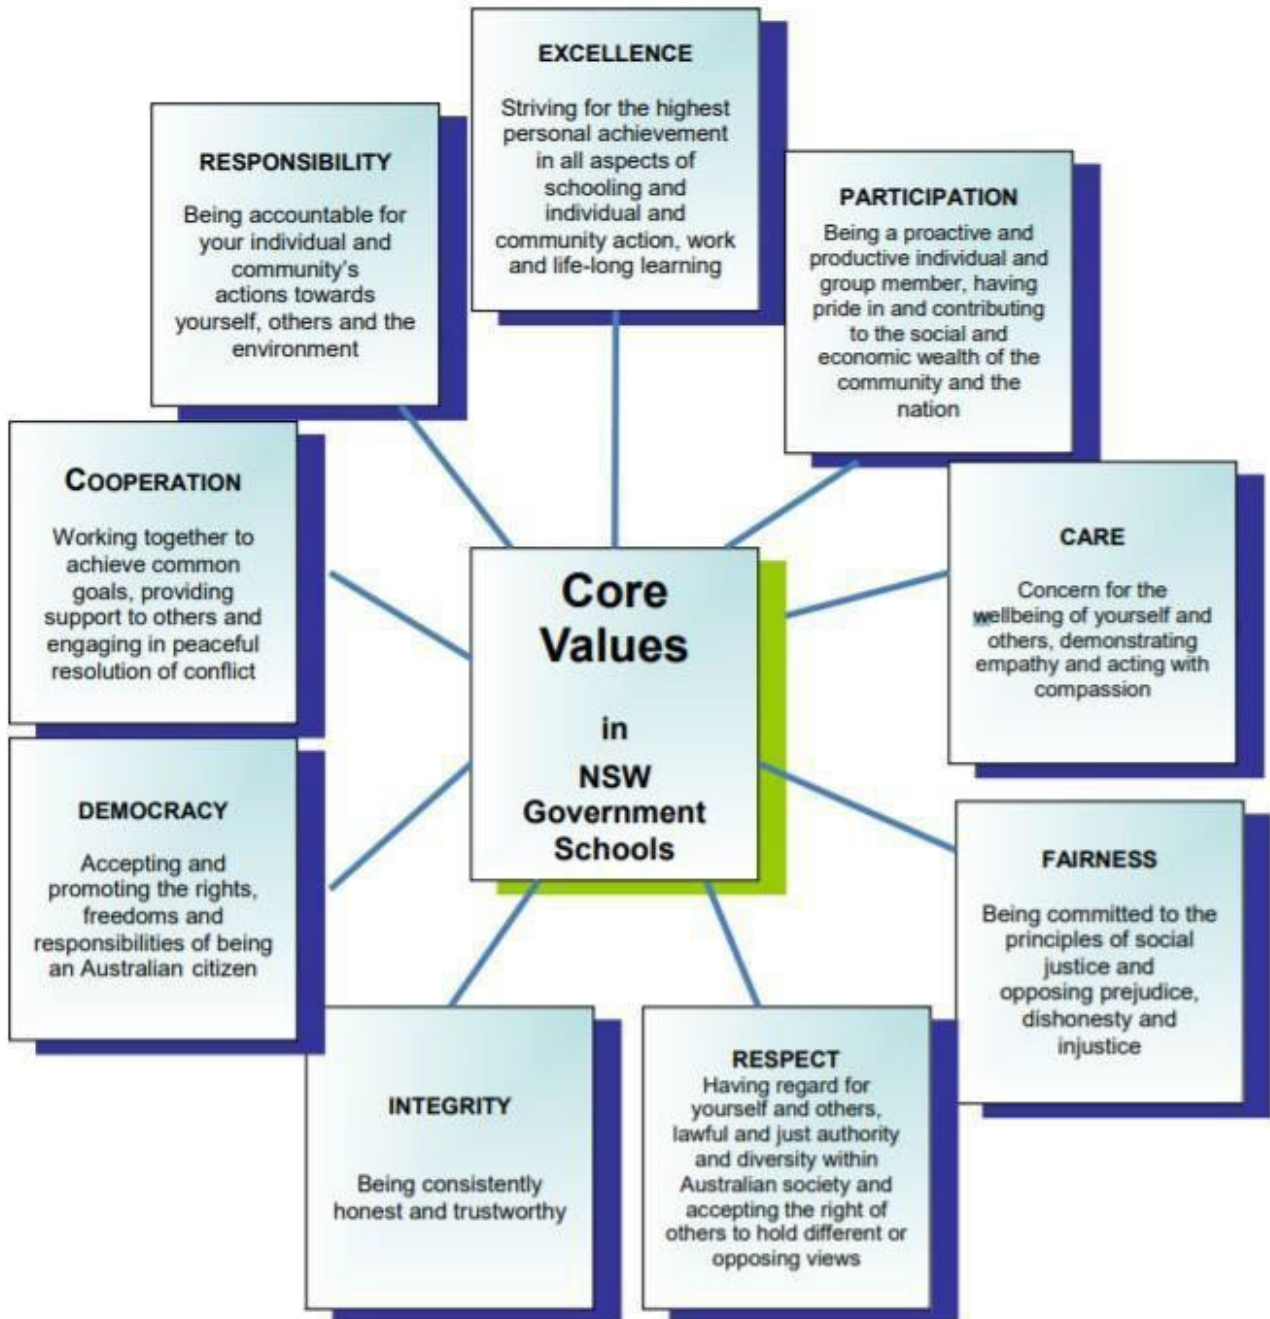 EXCELLENCE
Striving for the highest
personal achievement
in all aspects of
schooling and
individual and
community action, work
and life-long learning
RESPONSIBILITY
Being accountable for
your individual and
community’s
actions towards
yourself, others and the
environment
PARTICIPATION
Being a proactive and
productive individual and
group member, having
pride in and contributing
to the social and
economic wealth of the
community and the
nation
COOPERATION
Working together to
achieve common
goals, providing
support to others and
engaging in peaceful
resolution of conflict
Core
Values
in
NSW
Government
Schools
CARE
Concern for the
wellbeing of yourself and
others, demonstrating
empathy and acting with
compassion
DEMOCRACY
Accepting and
promoting the rights,
freedoms and
responsibilities of being
an Australian citizen
FAIRNESS
Being committed to the
principles of social
justice and
opposing prejudice,
dishonesty and
injustice
INTEGRITY
Being consistently
honest and trustworthy
RESPECT
Having regard for
yourself and others,
lawful and just authority
and diversity within
Australian society and
accepting the right of
others to hold different or
opposing views